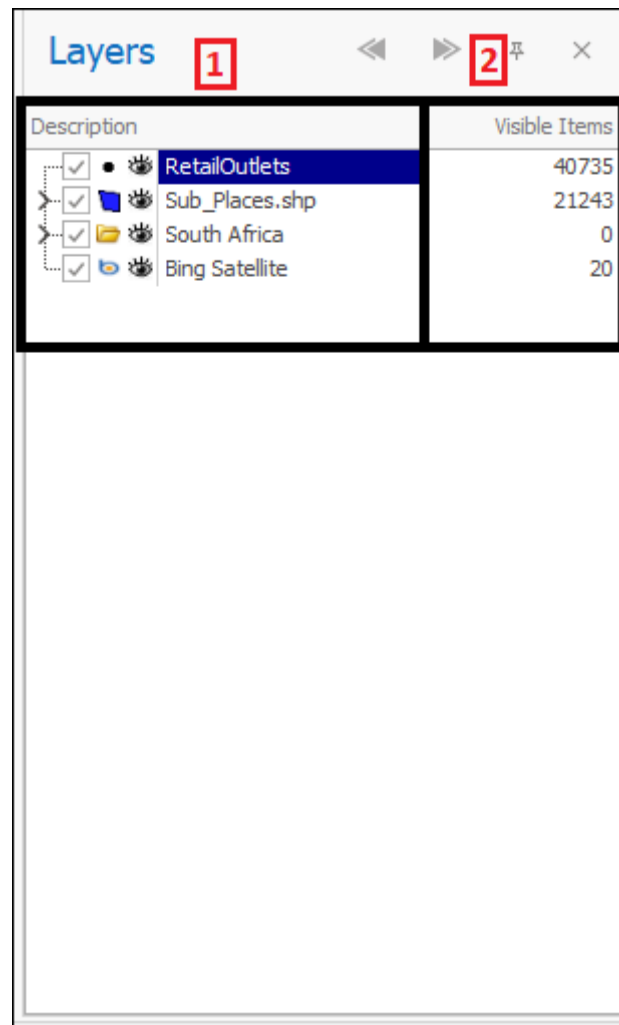 Layers 1 2
Description Visible Items
RetailOutlets 40735
Sub_Places.shp 21243
South Africa 0
Bing Satellite 20